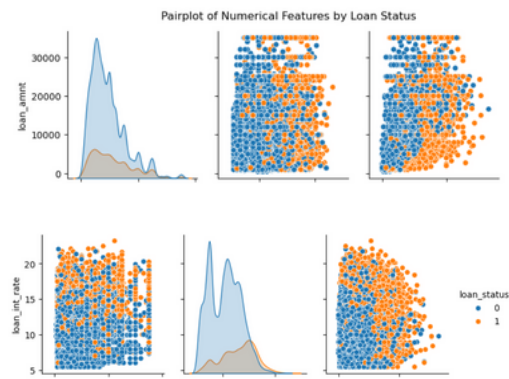 Pairplot of Numerical Features by Loan Status
30000
20000
10000
0
loan_amnt
20
15
10
5
loan_int_rate
loan_status
0
1